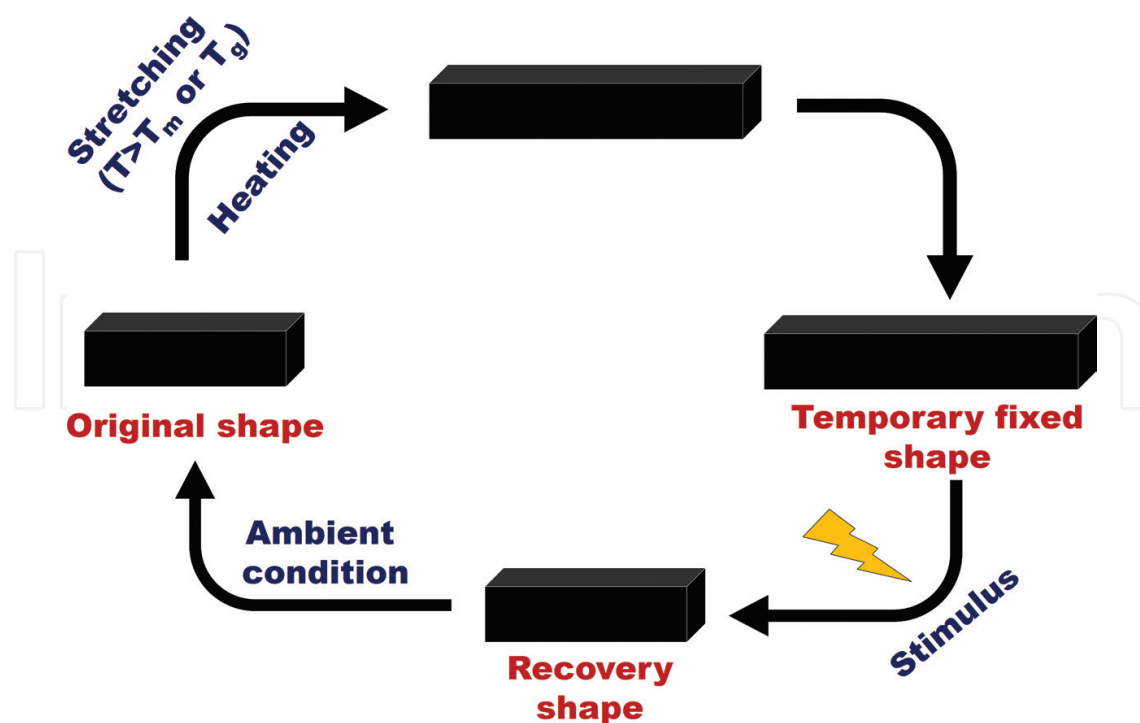 Stretching
(T>Tm or Tg)
Heating
Original shape
Temporary fixed
shape
Ambient
condition
Stimulus
Recovery
shape